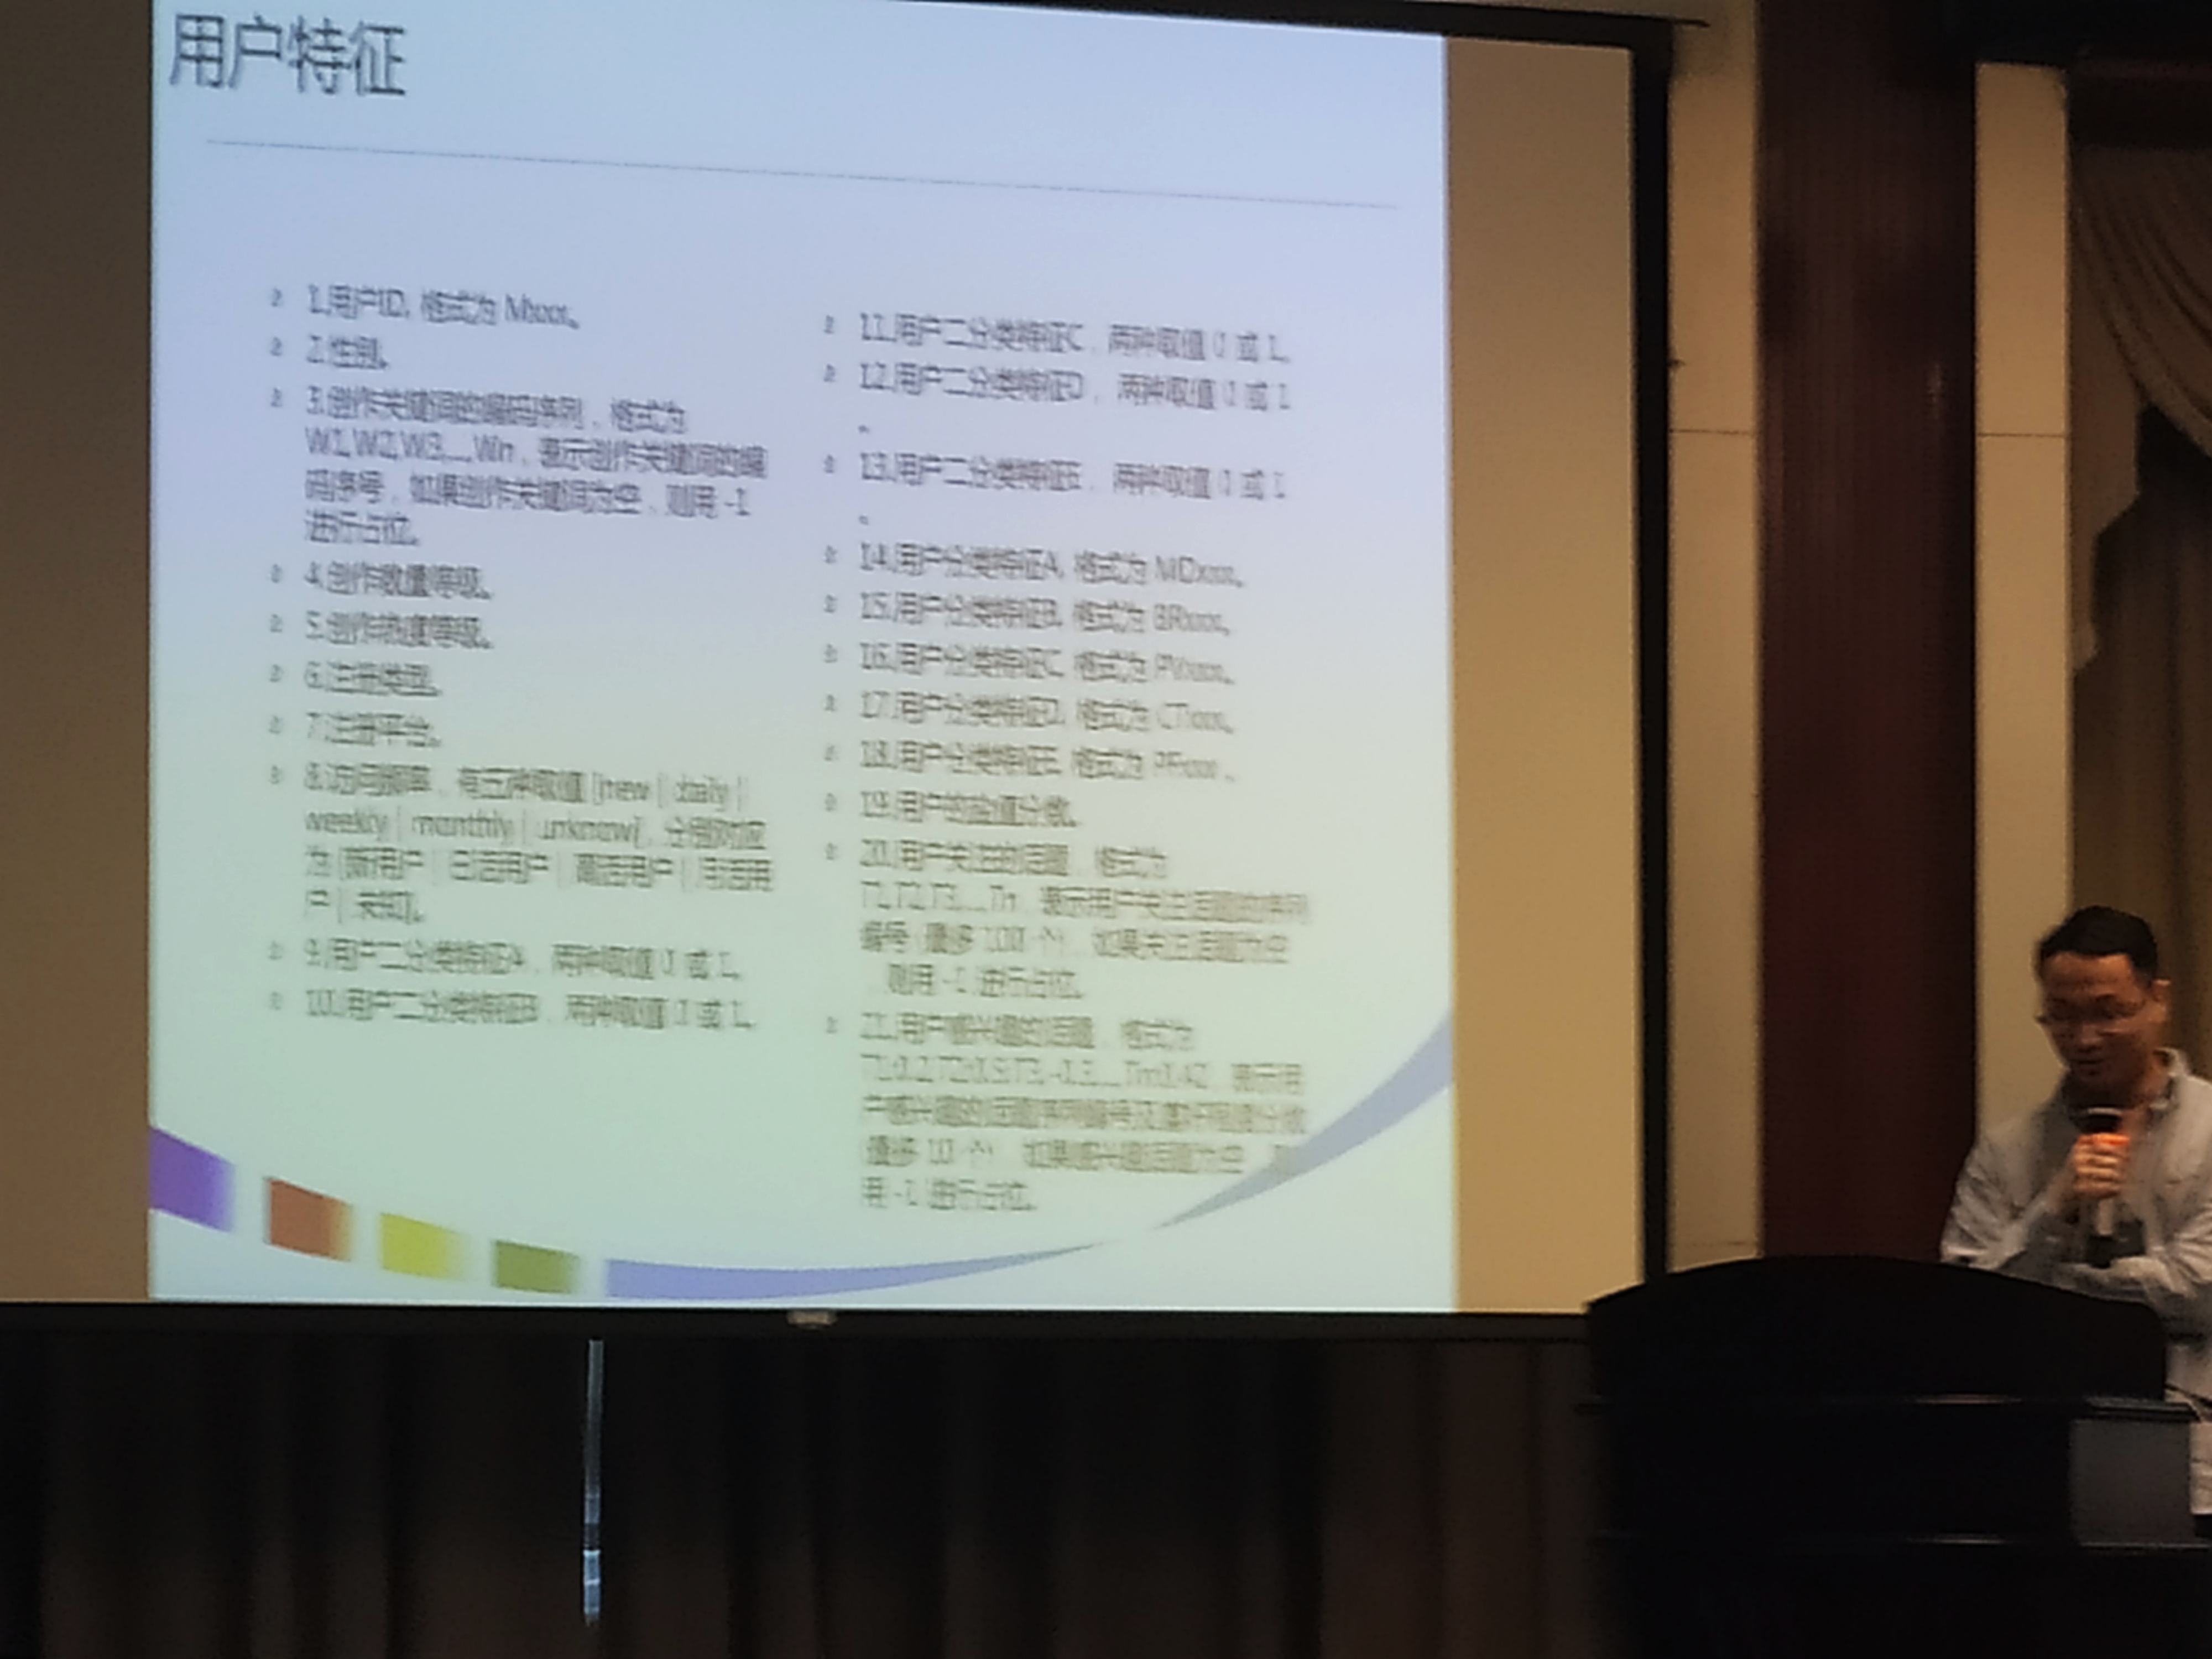 用户特征
1.用户ID, 格式为 Mxxx。
2.性别。
3.创作关键词的编码序列，格式为
W1,W2,W3,...,Wn，表示创作关键词的编
码序号，如果创作关键词为空，则用 -1
进行占位。
4.创作数量等级。
5.创作热度等级。
6.注册类型。
7.注册平台。
8.访问频率，有五种取值 [new | daily |
weekly | monthly | unknow]，分别对应
为 [新用户 | 日活用户 | 周活用户 | 月活用
户 | 未知]。
9.用户二分类特征A，两种取值 0 或 1。
10.用户二分类特征B，两种取值 0 或 1。
11.用户二分类特征C，两种取值 0 或 1。
12.用户二分类特征D，两种取值 0 或 1
。
13.用户二分类特征E，两种取值 0 或 1
。
14.用户分类特征A, 格式为 MDxxx。
15.用户分类特征B, 格式为 BRxxx。
16.用户分类特征C, 格式为 PVxxx。
17.用户分类特征D, 格式为 CTxxx。
18.用户分类特征E, 格式为 PFxxx 。
19.用户的盐值分数。
20.用户关注的话题，格式为
T1,T2,T3,...,Tn，表示用户关注话题的序列
编号 (最多 100 个)，如果关注话题为空
，则用 -1 进行占位。
21.用户感兴趣的话题，格式为
表示用
户感兴趣的话题序列编号及其
最多 10 个，如果感兴趣话题为空
用 -1 进行占位。